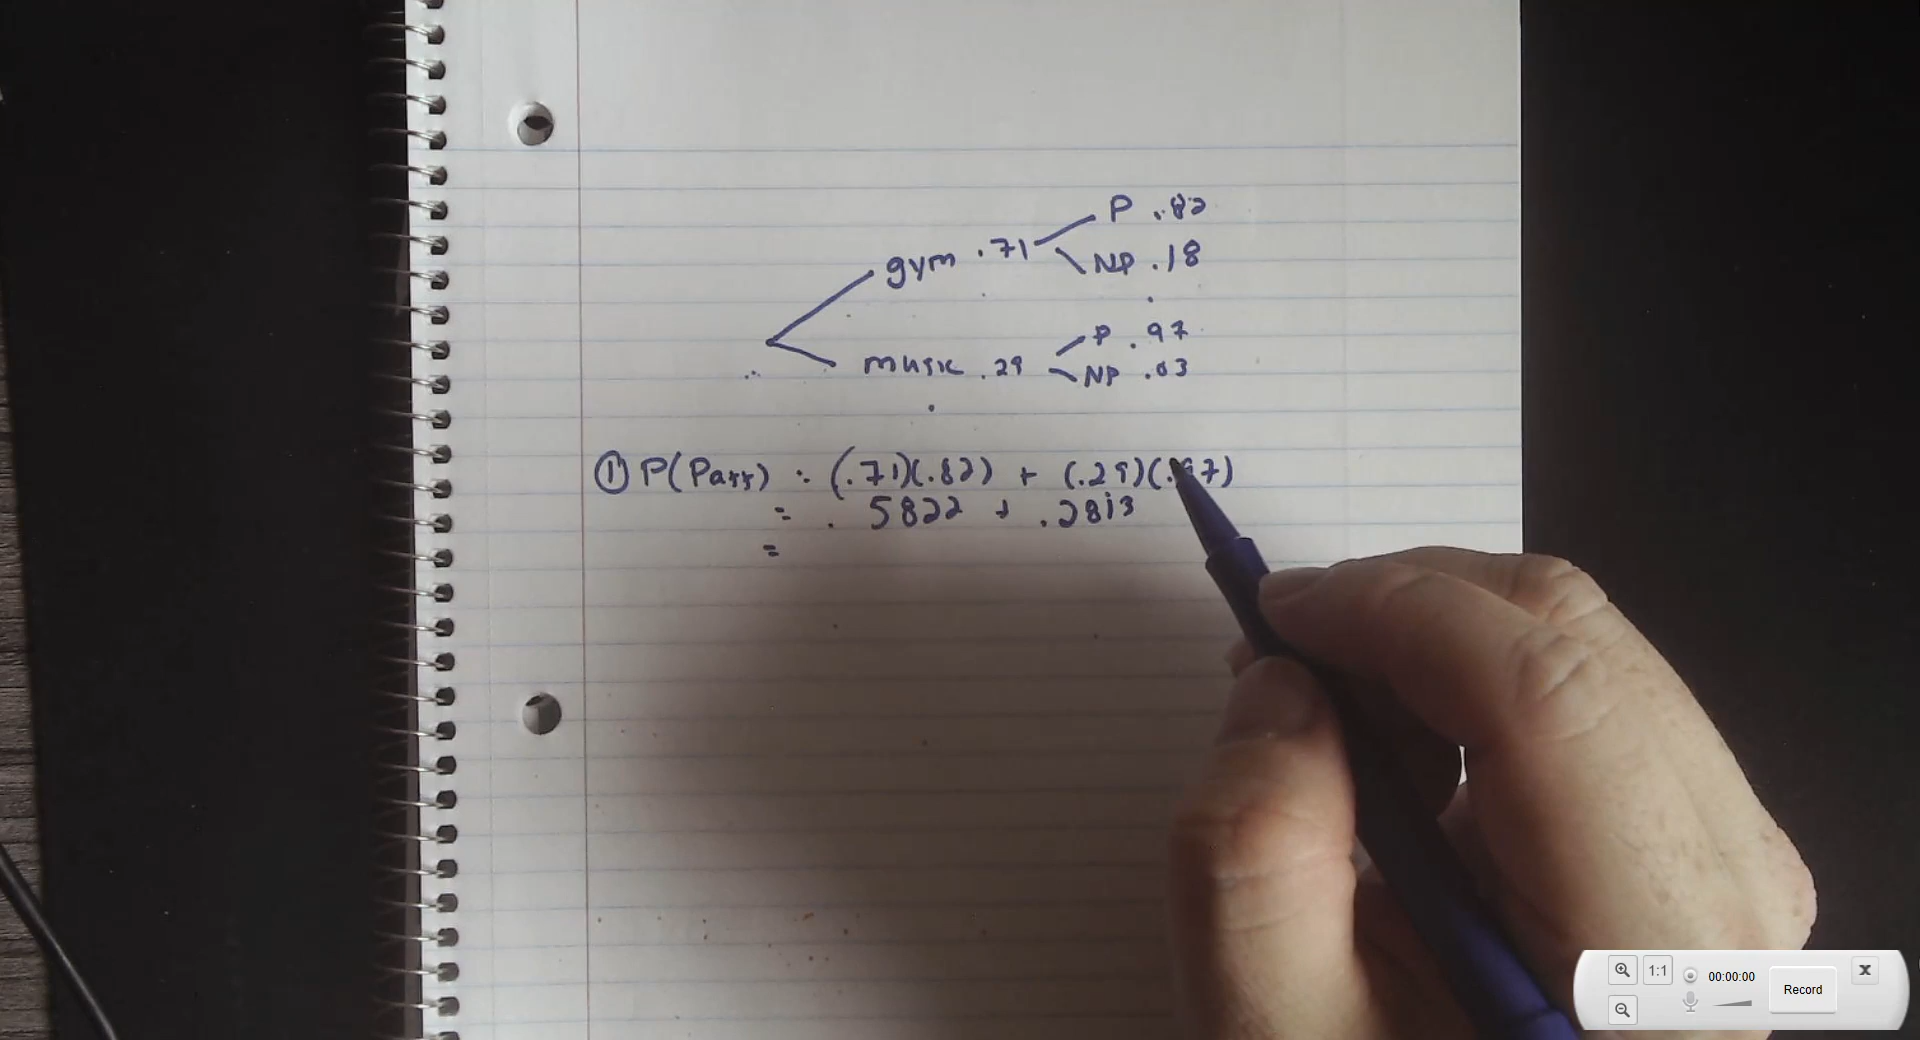 P .82
gym .71
NP .18
P .97
music .29
NP .03
① P(Pass) : (.71)(.82) + (.29)(.97)
= .5822 + .2813
=
1:1
00:00:00
Record
X